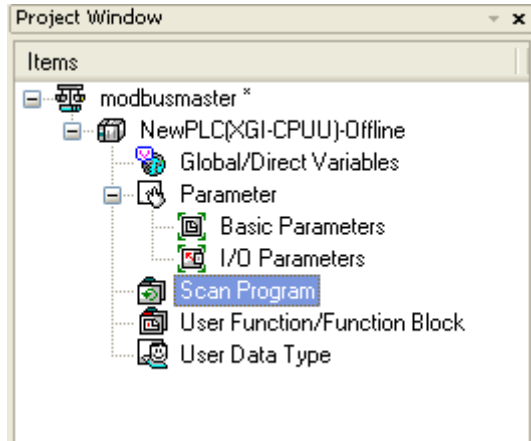 Project Window
Items
modbusmaster *
NewPLC(XGI-CPUU)-Offline
Global/Direct Variables
Parameter
Basic Parameters
I/O Parameters
Scan Program
User Function/Function Block
User Data Type